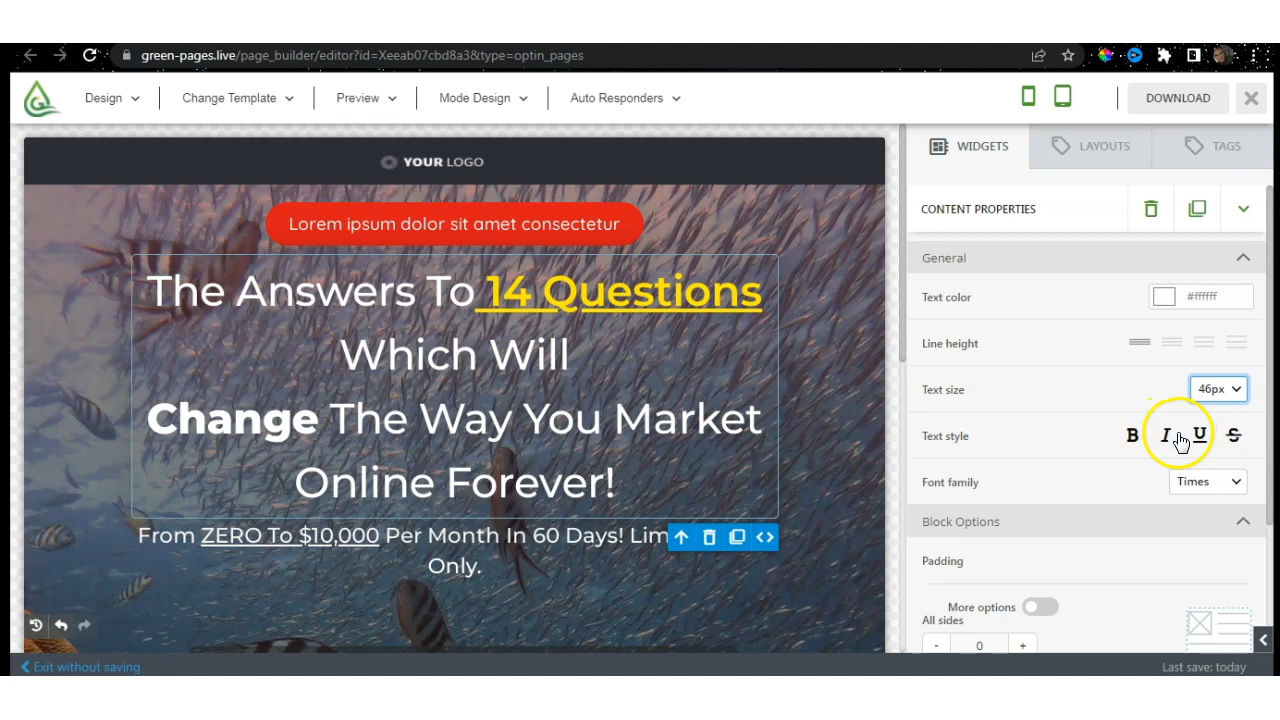 green-pages.live/page_builder/editor?id=Xeeab07cbd8a3&type=optin_pages
Design
Change Template
Preview
Mode Design
Auto Responders
DOWNLOAD
YOUR LOGO
Lorem ipsum dolor sit amet consectetur
The Answers To 14 Questions
Which Will
Change The Way You Market
Online Forever!
From ZERO To $10,000 Per Month In 60 Days! Lim
Only.
WIDGETS
LAYOUTS
TAGS
CONTENT PROPERTIES
General
Text color
#ffffff
Line height
Text size
46px
Text style
B I U S
Font family
Times
Block Options
Padding
More options
All sides
- 0 +
Exit without saving
Last save: today